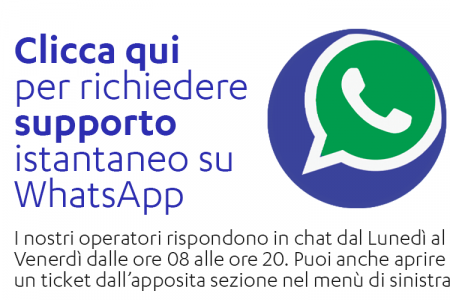 Clicca qui
per richiedere
supporto
istantaneo su
WhatsApp
I nostri operatori rispondono in chat dal Lunedì al
Venerdì dalle ore 08 alle ore 20. Puoi anche aprire
un ticket dall'apposita sezione nel menù di sinistra